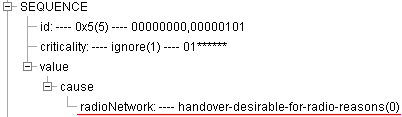 SEQUENCE
id: ---- 0x5(5) ---- 00000000,00000101
criticality: ---- ignore(1) ---- 01******
value
cause
radioNetwork: ---- handover-desirable-for-radio-reasons(0)